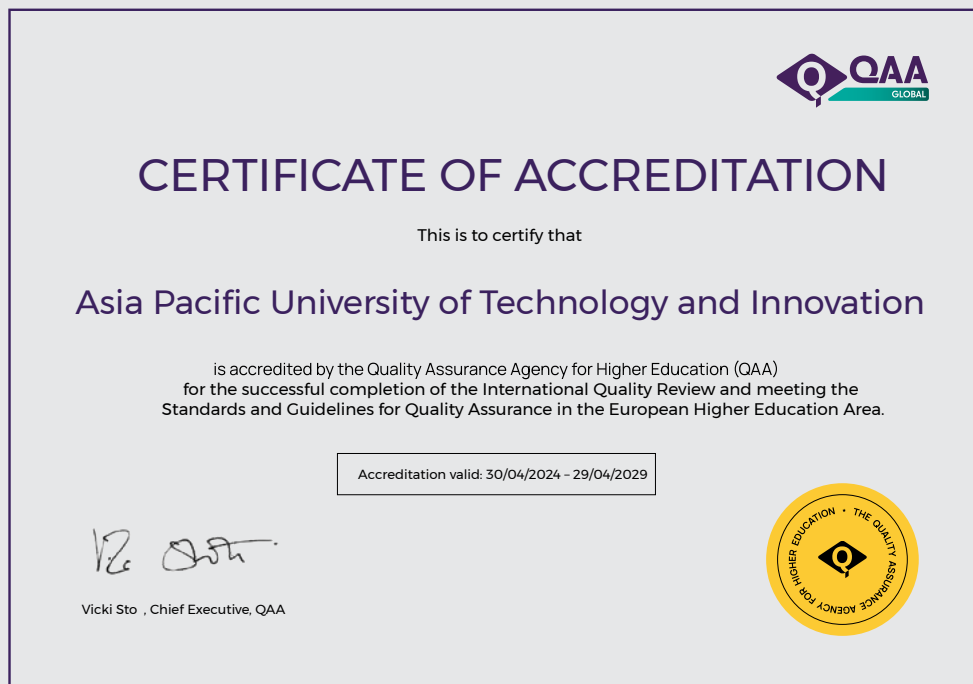 QAA
GLOBAL
CERTIFICATE OF ACCREDITATION
This is to certify that
Asia Pacific University of Technology and Innovation
is accredited by the Quality Assurance Agency for Higher Education (QAA)
for the successful completion of the International Quality Review and meeting the
Standards and Guidelines for Quality Assurance in the European Higher Education Area.
Accreditation valid: 30/04/2024 – 29/04/2029
Vicki Sto , Chief Executive, QAA
THE QUALITY ASSURANCE AGENCY FOR HIGHER EDUCATION •